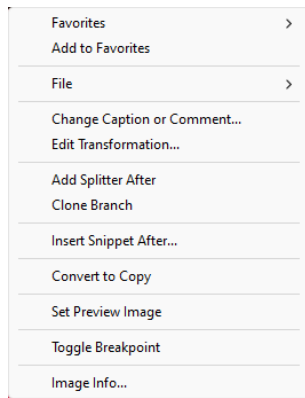 Favorites
Add to Favorites
File
Change Caption or Comment...
Edit Transformation...
Add Splitter After
Clone Branch
Insert Snippet After...
Convert to Copy
Set Preview Image
Toggle Breakpoint
Image Info...